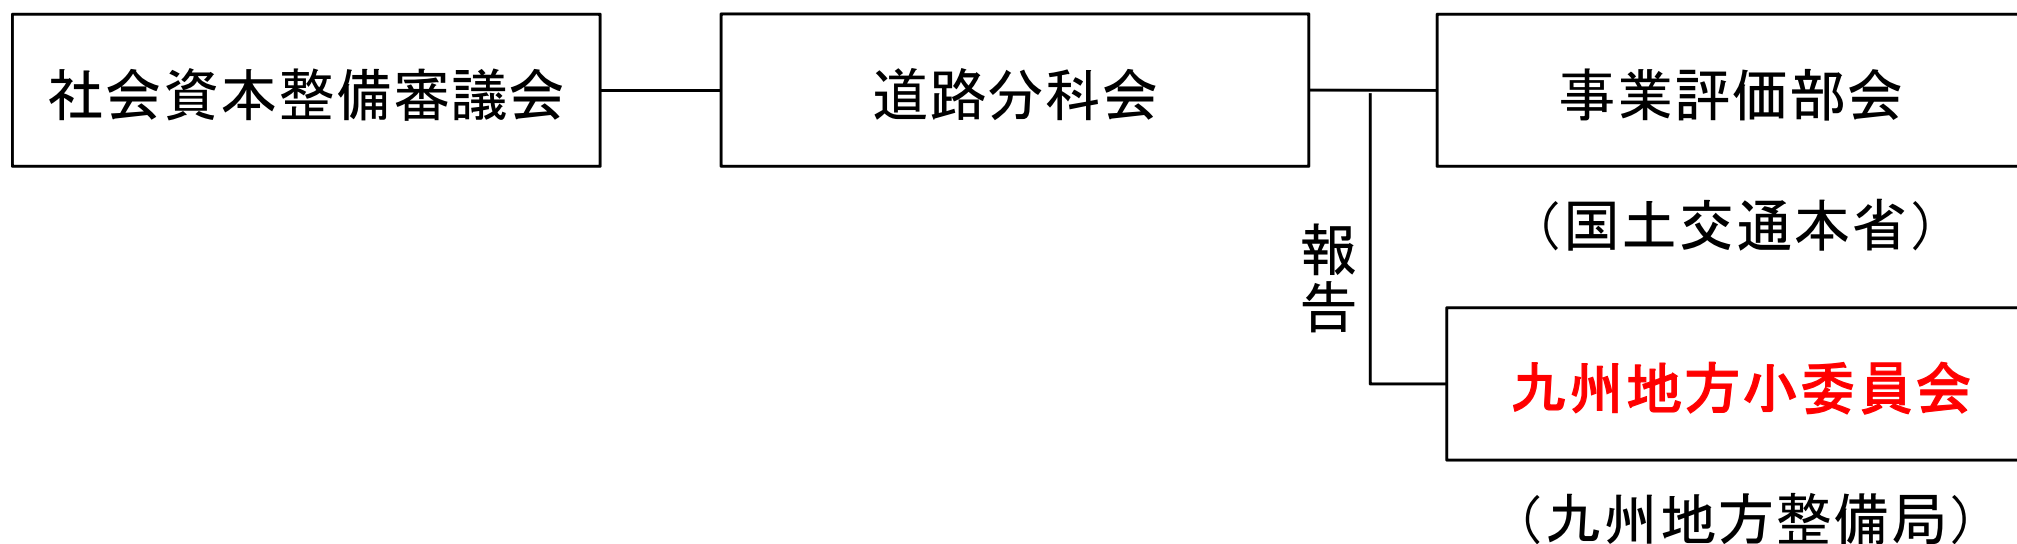 社会資本整備審議会
道路分科会
事業評価部会
（国土交通本省）
報告
九州地方小委員会
（九州地方整備局）